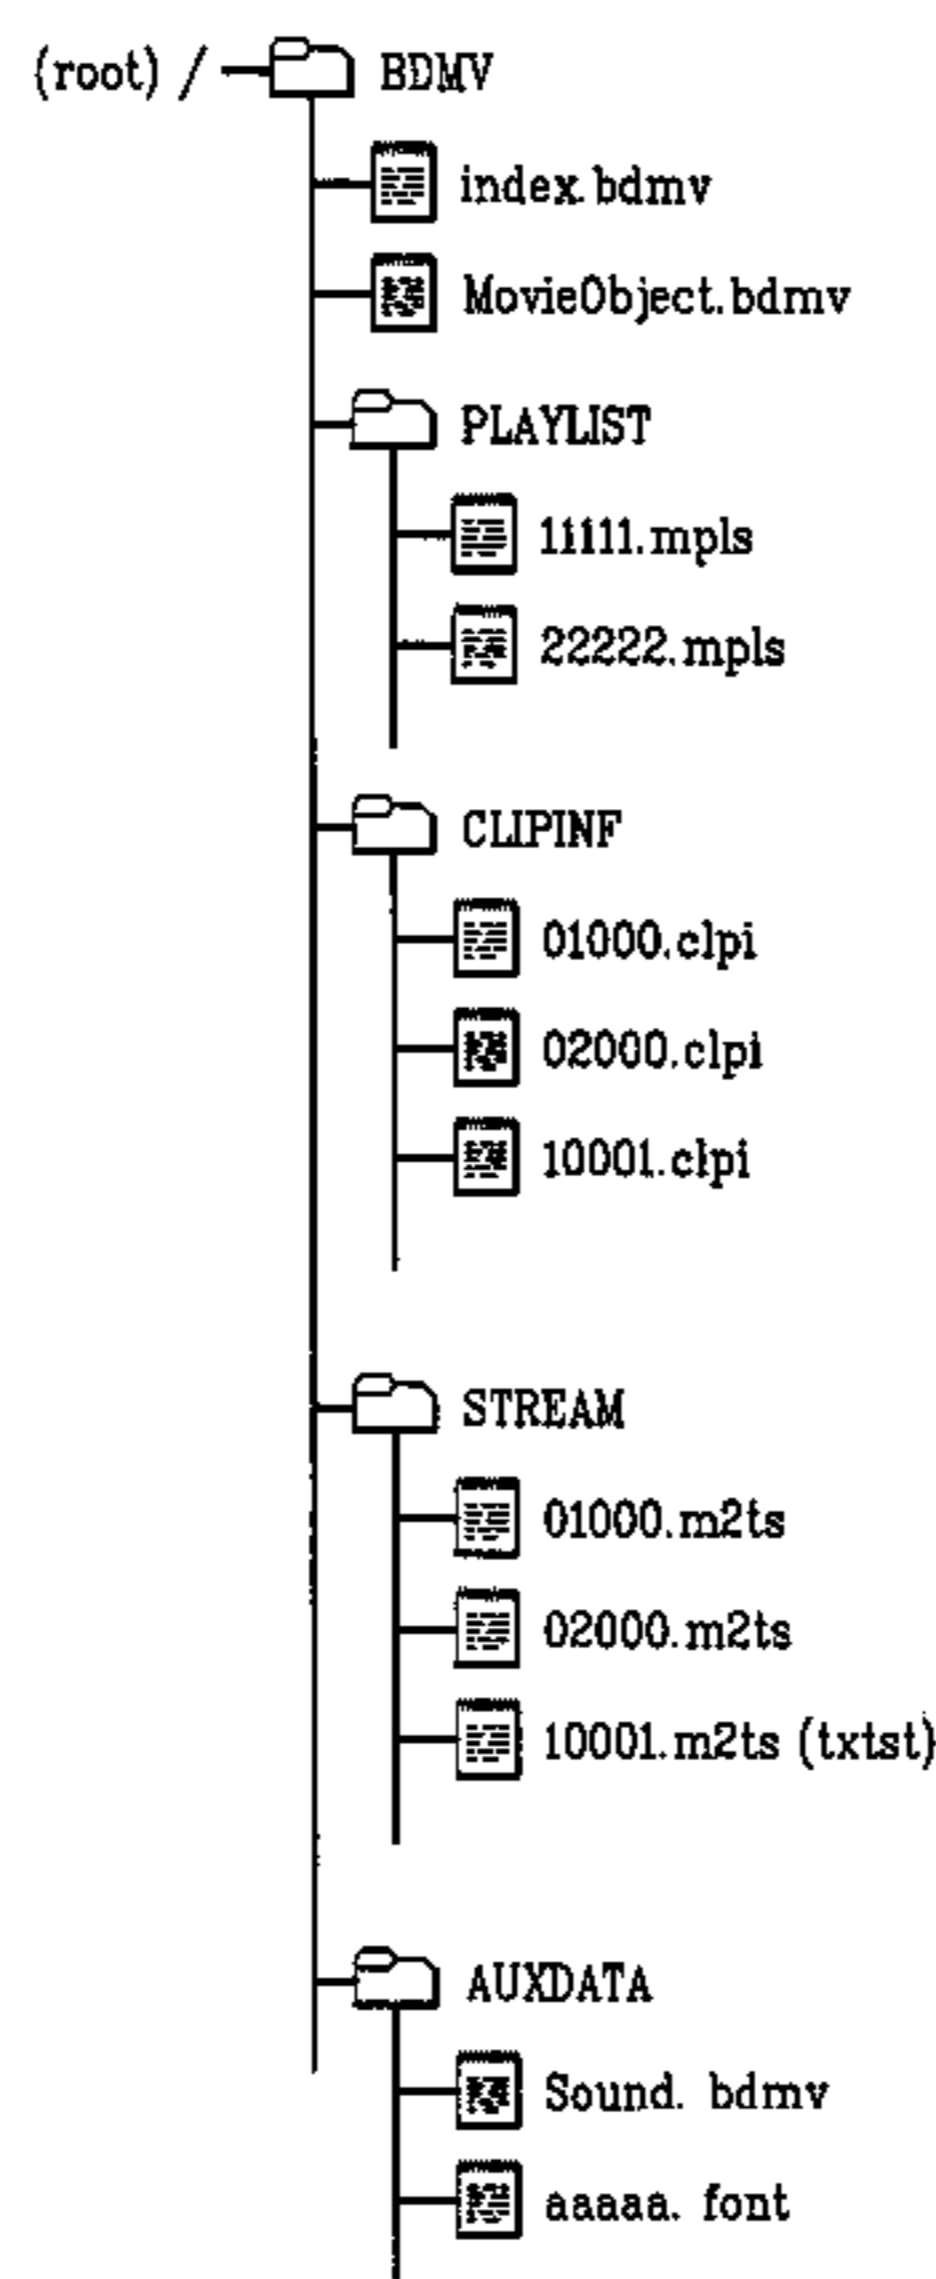 (root) / BDMV
index.bdmv
MovieObject.bdmv
PLAYLIST
11111.mpls
22222.mpls
CLIPINF
01000.clpi
02000.clpi
10001.clpi
STREAM
01000.m2ts
02000.m2ts
10001.m2ts (txtst)
AUXDATA
Sound. bdmv
aaaaa. font